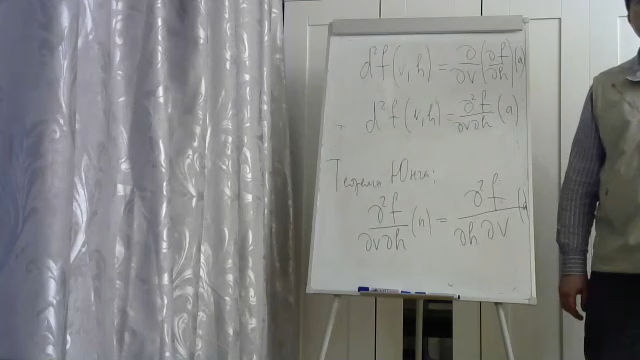 d²f(v,h) = ∂/∂v (∂f/∂h)(a)
d²f(v,h) = ∂²f/∂v∂h (a)
Теорема Юнга:
∂²f/∂v∂h (a) = ∂²f/∂h∂v (a)